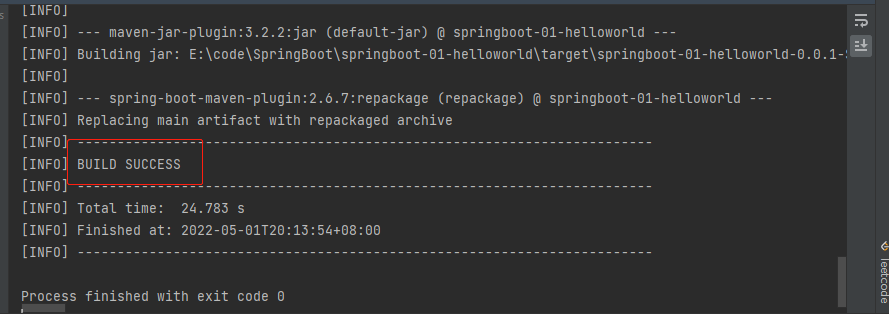 [INFO]
[INFO] --- maven-jar-plugin:3.2.2:jar (default-jar) @ springboot-01-helloworld ---
[INFO] Building jar: E:\code\SpringBoot\springboot-01-helloworld\target\springboot-01-helloworld-0.0.1-S
[INFO]
[INFO] --- spring-boot-maven-plugin:2.6.7:repackage (repackage) @ springboot-01-helloworld ---
[INFO] Replacing main artifact with repackaged archive
[INFO] ------------------------------------------------------------------------
[INFO] BUILD SUCCESS
[INFO] ------------------------------------------------------------------------
[INFO] Total time:  24.783 s
[INFO] Finished at: 2022-05-01T20:13:54+08:00
[INFO] ------------------------------------------------------------------------
Process finished with exit code 0
leetcode